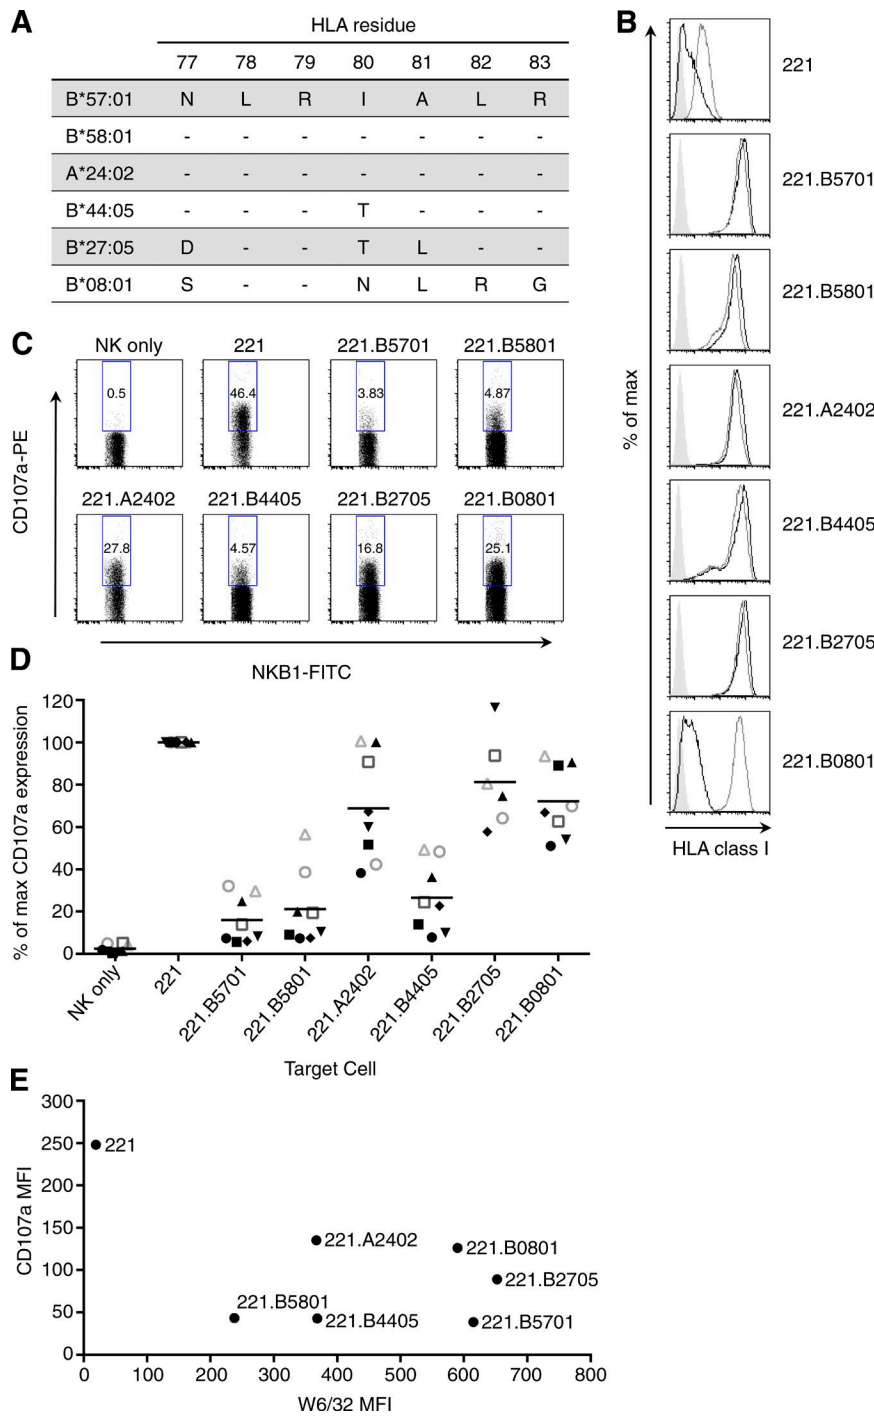 A
HLA residue
77 78 79 80 81 82 83
B*57:01 N L R I A L R
B*58:01 - - - - - - -
A*24:02 - - - - - - -
B*44:05 - - - T - - -
B*27:05 D - - T L - -
B*08:01 S - - N L R G
B
221
221.B5701
221.B5801
221.A2402
221.B4405
221.B2705
221.B0801
% of max
HLA class I
C
NK only 221 221.B5701 221.B5801
0.5 46.4 3.83 4.87
221.A2402 221.B4405 221.B2705 221.B0801
27.8 4.57 16.8 25.1
CD107a-PE
NKB1-FITC
D
% of max CD107a expression
120
100
80
60
40
20
0
NK only
221
221.B5701
221.B5801
221.A2402
221.B4405
221.B2705
221.B0801
Target Cell
E
CD107a MFI
300
250
200
150
100
50
0
221
221.A2402
221.B0801
221.B2705
221.B5801
221.B4405
221.B5701
0 100 200 300 400 500 600 700 800
W6/32 MFI